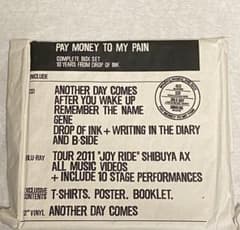 PAY MONEY TO MY PAIN
COMPLETE BOX SET
10 YEARS FROM DROP OF INK
INCLUDE
CD
ANOTHER DAY COMES
AFTER YOU WAKE UP
REMEMBER THE NAME
GENE
DROP OF INK + WRITING IN THE DIARY
AND B-SIDE
BLU-RAY
TOUR 2011 "JOY RIDE" SHIBUYA AX
ALL MUSIC VIDEOS
+ INCLUDE 10 STAGE PERFORMANCES
EXCLUSIVE
CONTENTS
T-SHIRTS. POSTER. BOOKLET.
12" VINYL
ANOTHER DAY COMES